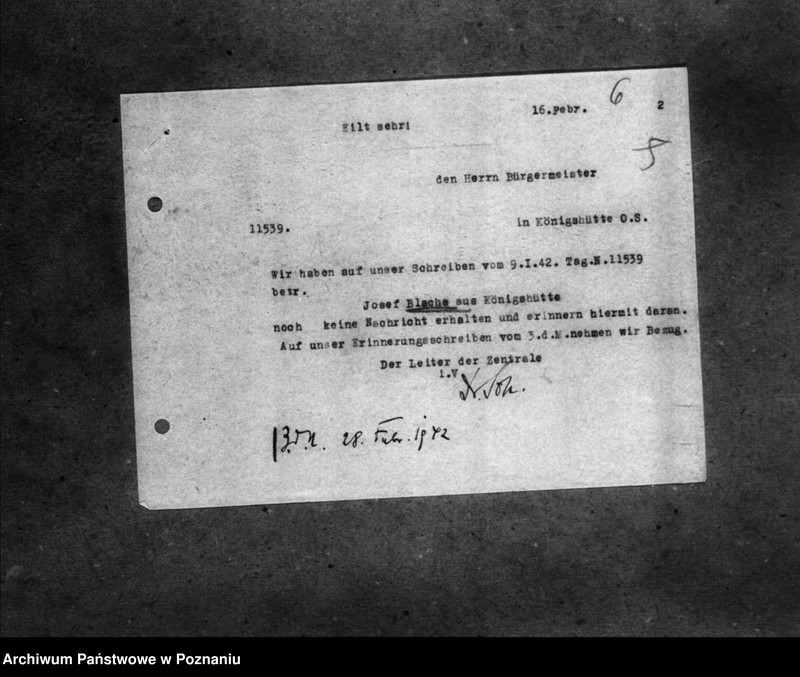 16.Febr. 6 2
Eilt sehr!
den Herrn Bürgermeister
11539. in Königshütte O.S.
Wir haben auf unser Schreiben vom 9.I.42. Tag.N.11539
betr.
Josef Blacha aus Königshütte
noch keine Nachricht erhalten und erinnern hiermit daran.
Auf unser Erinnerungsschreiben vom 3.d.M.nehmen wir Bezug.
Der Leiter der Zentrale
i.V.
28. Febr. 1942
Archiwum Państwowe w Poznaniu